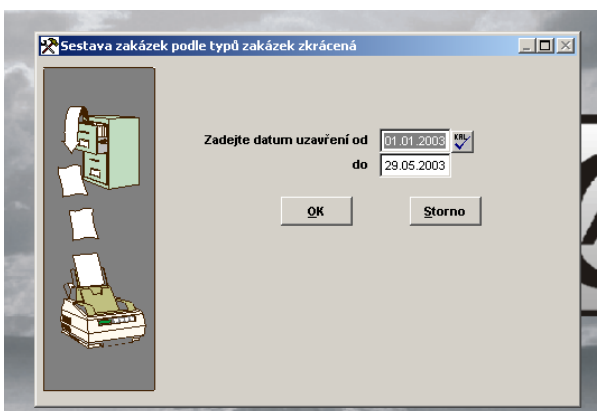 Sestava zakázek podle typů zakázek zkrácená
Zadejte datum uzavření od 01.01.2003 KAL
do 29.05.2003
OK Storno